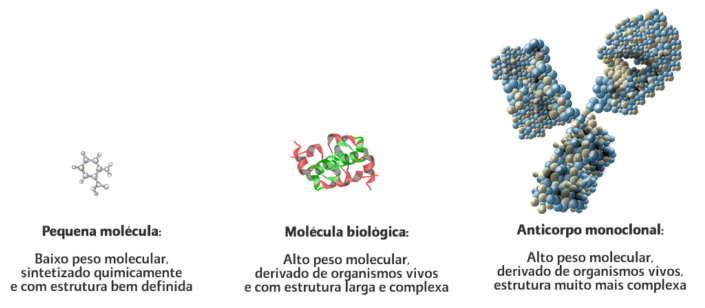 Pequena molécula:
Baixo peso molecular,
sintetizado quimicamente
e com estrutura bem definida
Molécula biológica:
Alto peso molecular,
derivado de organismos vivos
e com estrutura larga e complexa
Anticorpo monoclonal:
Alto peso molecular,
derivado de organismos vivos,
estrutura muito mais complexa